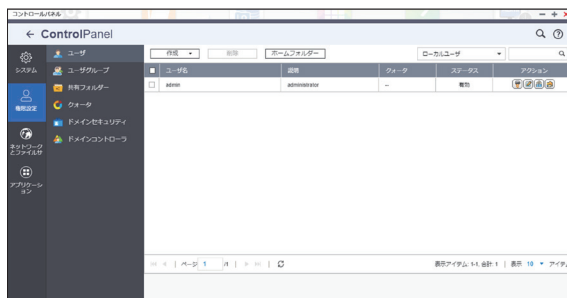 コントロールパネル
ControlPanel
システム
権限設定
ネットワーク
とファイルサ
アプリケーシ
ョン
ユーザ
ユーザグループ
共有フォルダー
クォータ
ドメインセキュリティ
ドメインコントローラ
作成
削除
ホームフォルダー
ローカルユーザ
ユーザ名 説明 クォータ ステータス アクション
admin administrator -- 有効
ページ 1 /1
表示アイテム: 1-1, 合計: 1 | 表示 10 アイテ